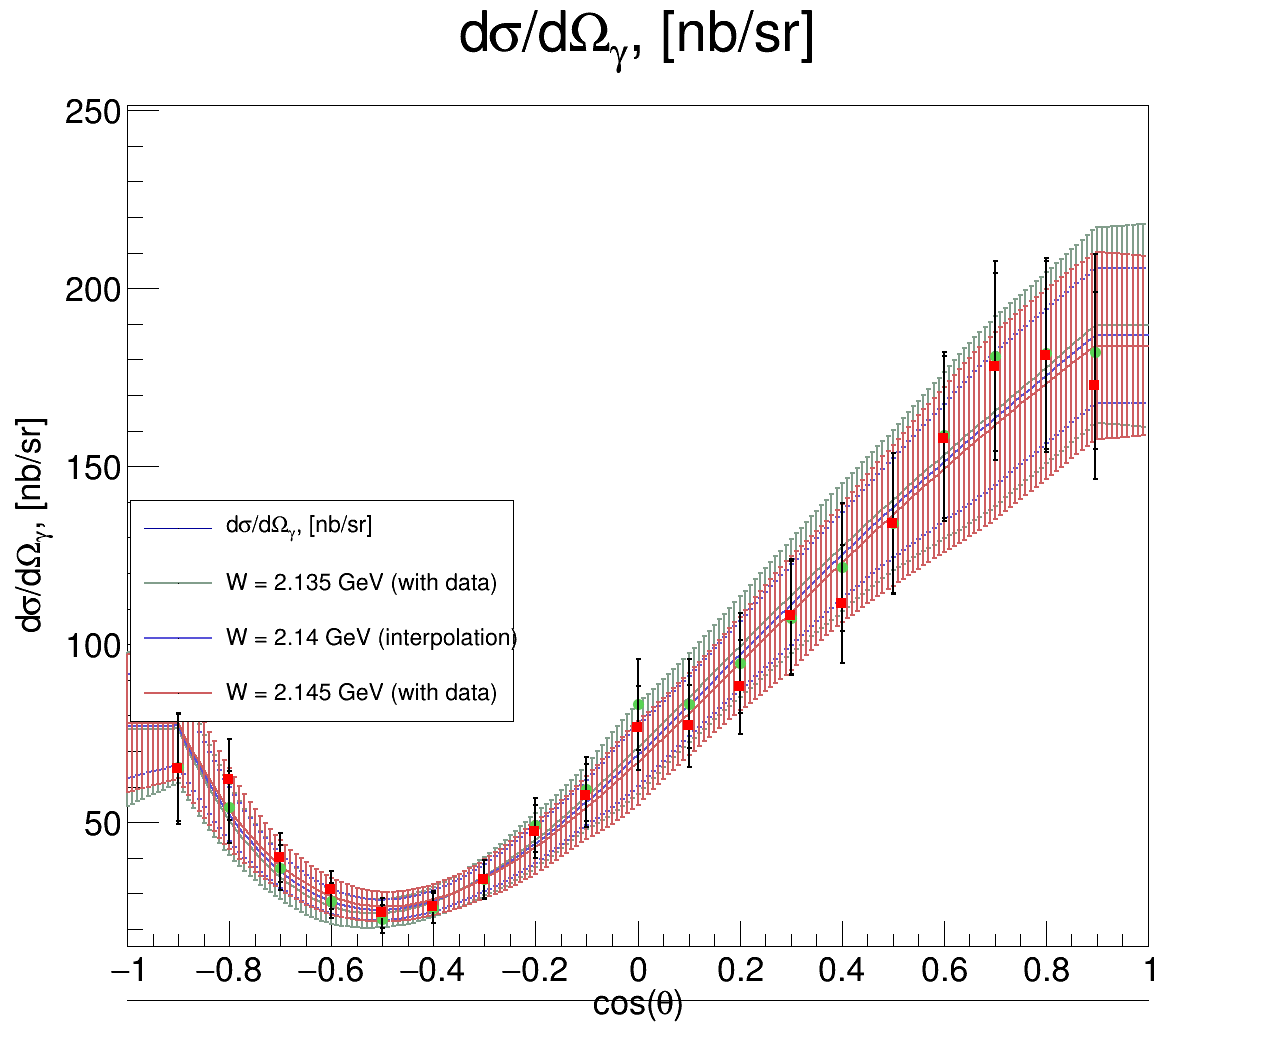 dσ/dΩγ, [nb/sr]
250
200
150
100
50
dσ/dΩγ, [nb/sr]
dσ/dΩγ, [nb/sr]
W = 2.135 GeV (with data)
W = 2.14 GeV (interpolation)
W = 2.145 GeV (with data)
−1 −0.8 −0.6 −0.4 −0.2 0 0.2 0.4 0.6 0.8 1
cos(θ)